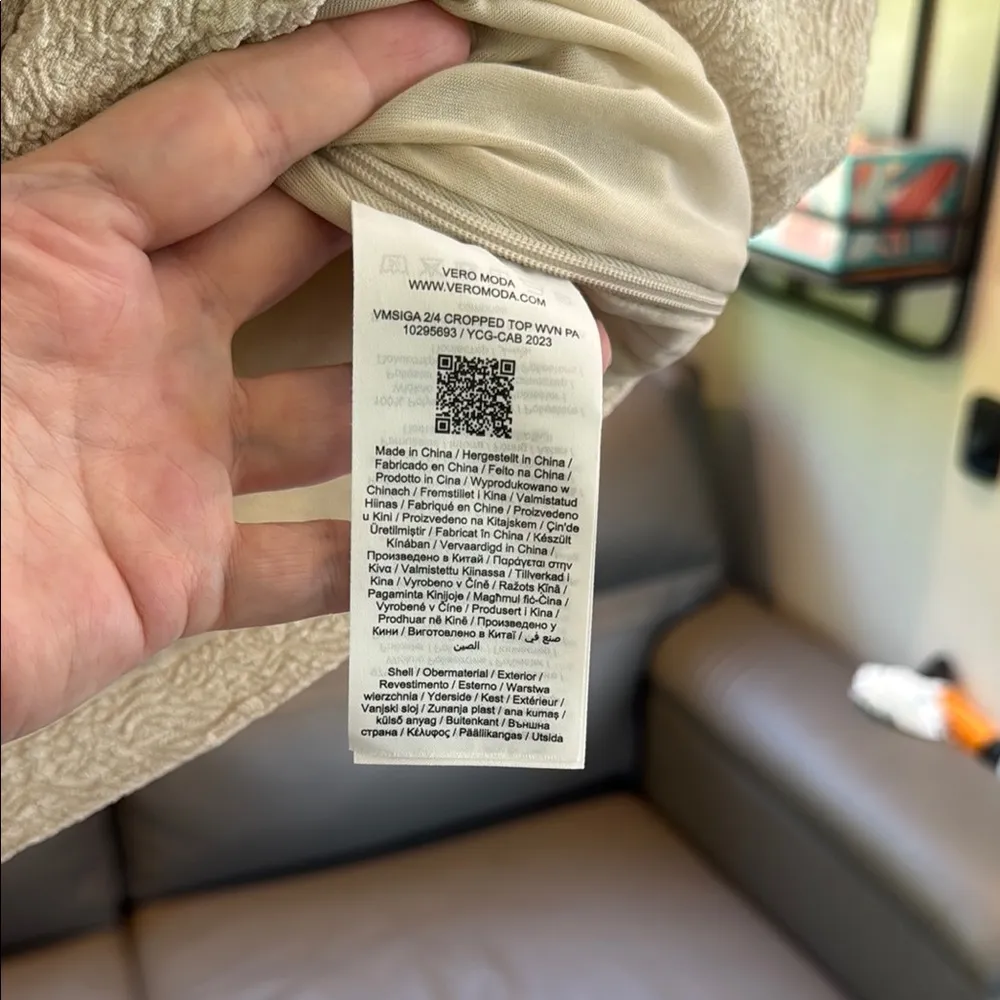 VERO MODA
WWW.VEROMODA.COM
VMSIGA 2/4 CROPPED TOP WVN PA
10295693 / YCG-CAB 2023
Made in China / Hergestellt in China /
Fabricado en China / Feito na China /
Prodotto in Cina / Wyprodukowano w
Chinach / Fremstillet i Kina / Valmistatud
Hiinas / Fabriqué en Chine / Proizvedeno
u Kini / Proizvedeno na Kitajskem / Çin'de
Üretilmiştir / Fabricat în China / Készült
Kínában / Vervaardigd in China /
Произведено в Китай / Παράγεται στην
Κίνα / Valmistettu Kiinassa / Tillverkad i
Kina / Vyrobeno v Číně / Ražots Ķīnā /
Pagaminta Kinijoje / Magħmul fiċ-Ċina /
Vyrobené v Číne / Produsert i Kina /
Prodhuar në Kinë / Произведено у
Кини / Виготовлено в Китаї / صنع في
الصين
Shell / Obermaterial / Exterior /
Revestimento / Esterno / Warstwa
wierzchnia / Yderside / Kest / Extérieur /
Vanjski sloj / Zunanja plast / ana kumaş /
külső anyag / Buitenkant / Външна
страна / Κέλυφος / Päällikangas / Utsida